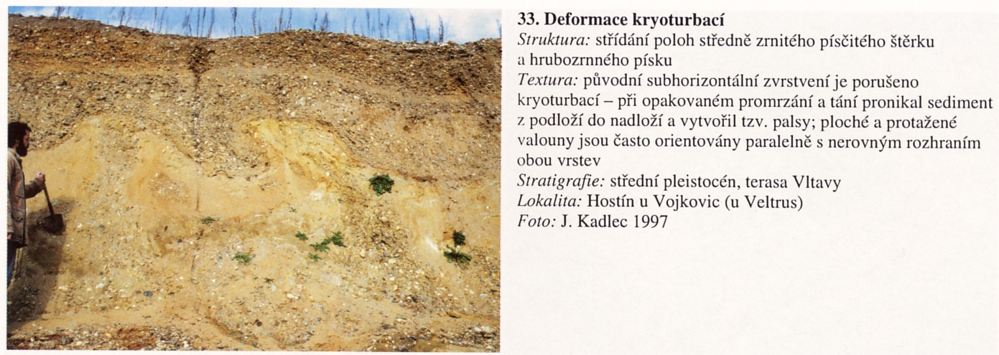 33. Deformace kryoturbací
Struktura: střídání poloh středně zrnitého písčitého štěrku
a hrubozrnného písku
Textura: původní subhorizontální zvrstvení je porušeno
kryoturbací – při opakovaném promrzání a tání pronikal sediment
z podloží do nadloží a vytvořil tzv. palsy; ploché a protažené
valouny jsou často orientovány paralelně s nerovným rozhraním
obou vrstev
Stratigrafie: střední pleistocén, terasa Vltavy
Lokalita: Hostín u Vojkovic (u Veltrus)
Foto: J. Kadlec 1997